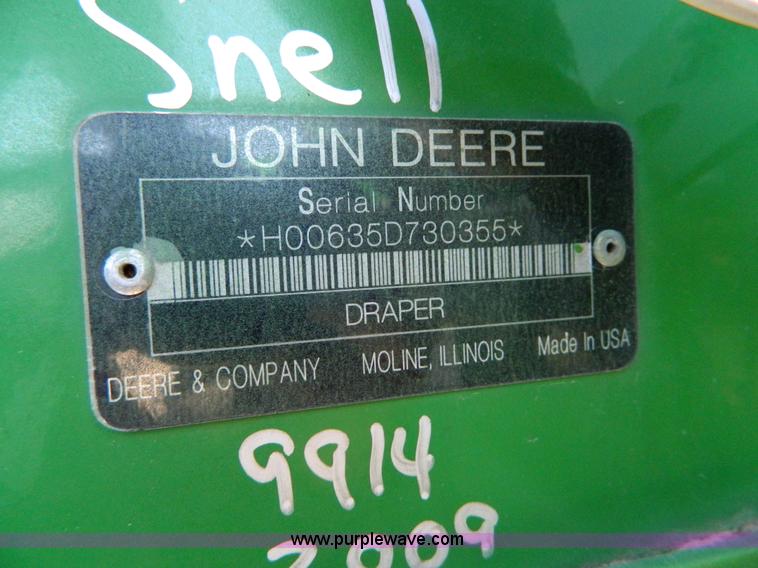 Snell
JOHN DEERE
Serial Number
*H00635D730355*
DRAPER
DEERE & COMPANY MOLINE, ILLINOIS Made In USA
9914
www.purplewave.com